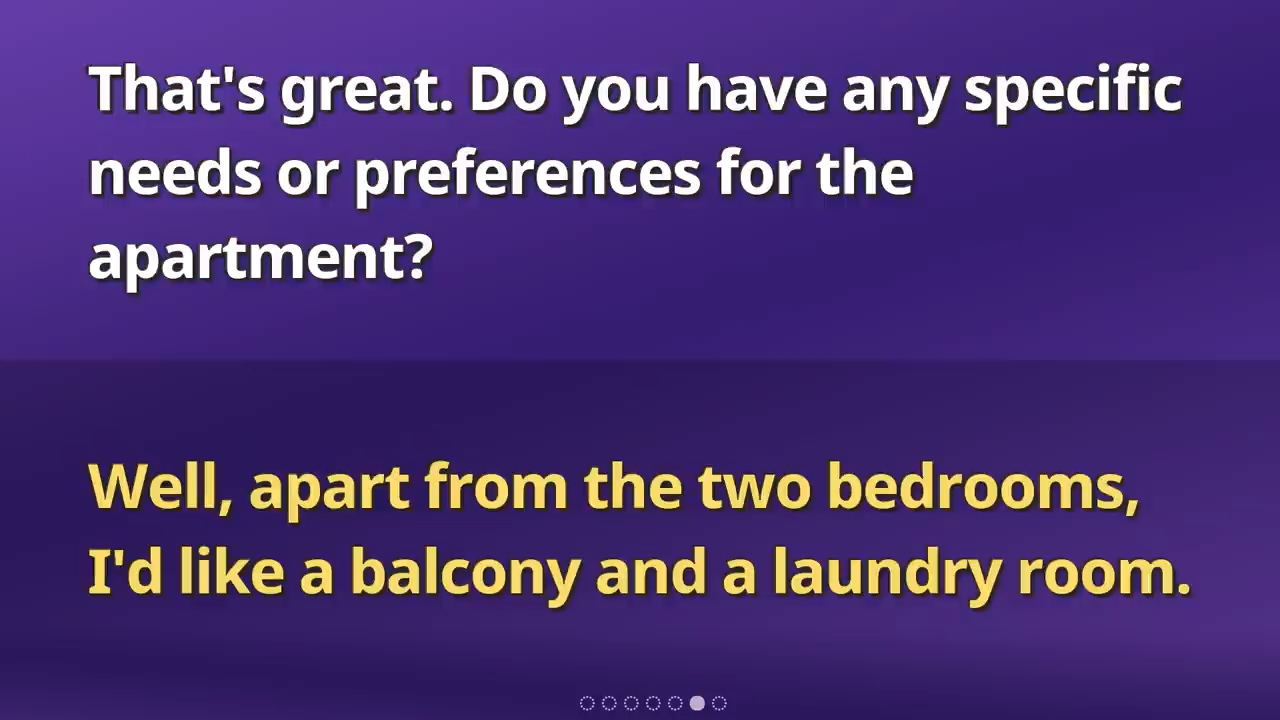 That's great. Do you have any specific
needs or preferences for the
apartment?
Well, apart from the two bedrooms,
I'd like a balcony and a laundry room.